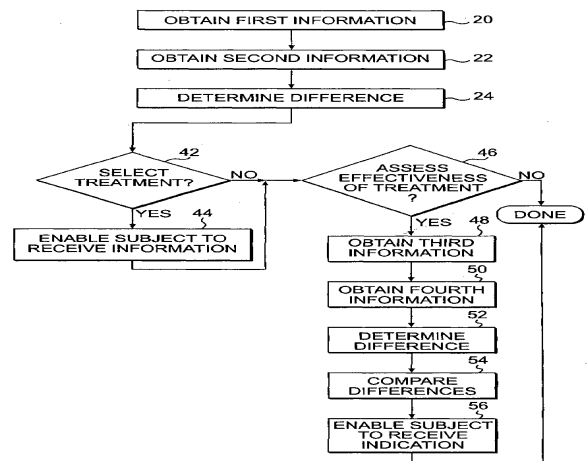 OBTAIN FIRST INFORMATION 20
OBTAIN SECOND INFORMATION 22
DETERMINE DIFFERENCE 24
42
SELECT
TREATMENT?
NO
YES
44
ENABLE SUBJECT TO
RECEIVE INFORMATION
46
ASSESS
EFFECTIVENESS
OF TREATMENT
?
NO
DONE
YES
48
OBTAIN THIRD
INFORMATION
50
OBTAIN FOURTH
INFORMATION
52
DETERMINE
DIFFERENCE
54
COMPARE
DIFFERENCES
56
ENABLE SUBJECT
TO RECEIVE
INDICATION